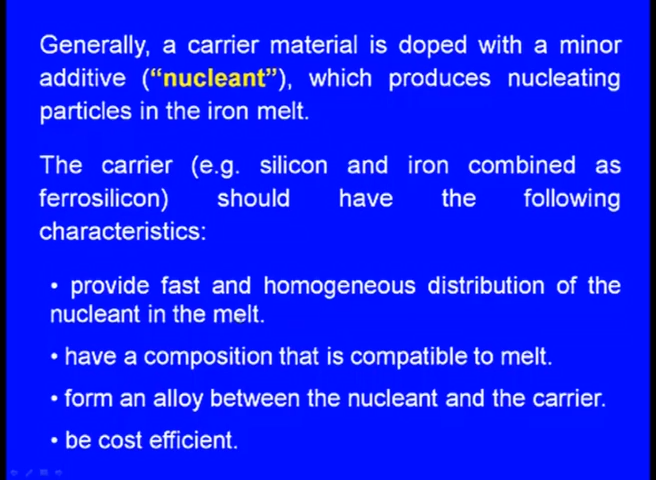 Generally, a carrier material is doped with a minor
additive (“nucleant”), which produces nucleating
particles in the iron melt.
The carrier (e.g. silicon and iron combined as
ferrosilicon) should have the following
characteristics:
• provide fast and homogeneous distribution of the
nucleant in the melt.
• have a composition that is compatible to melt.
• form an alloy between the nucleant and the carrier.
• be cost efficient.